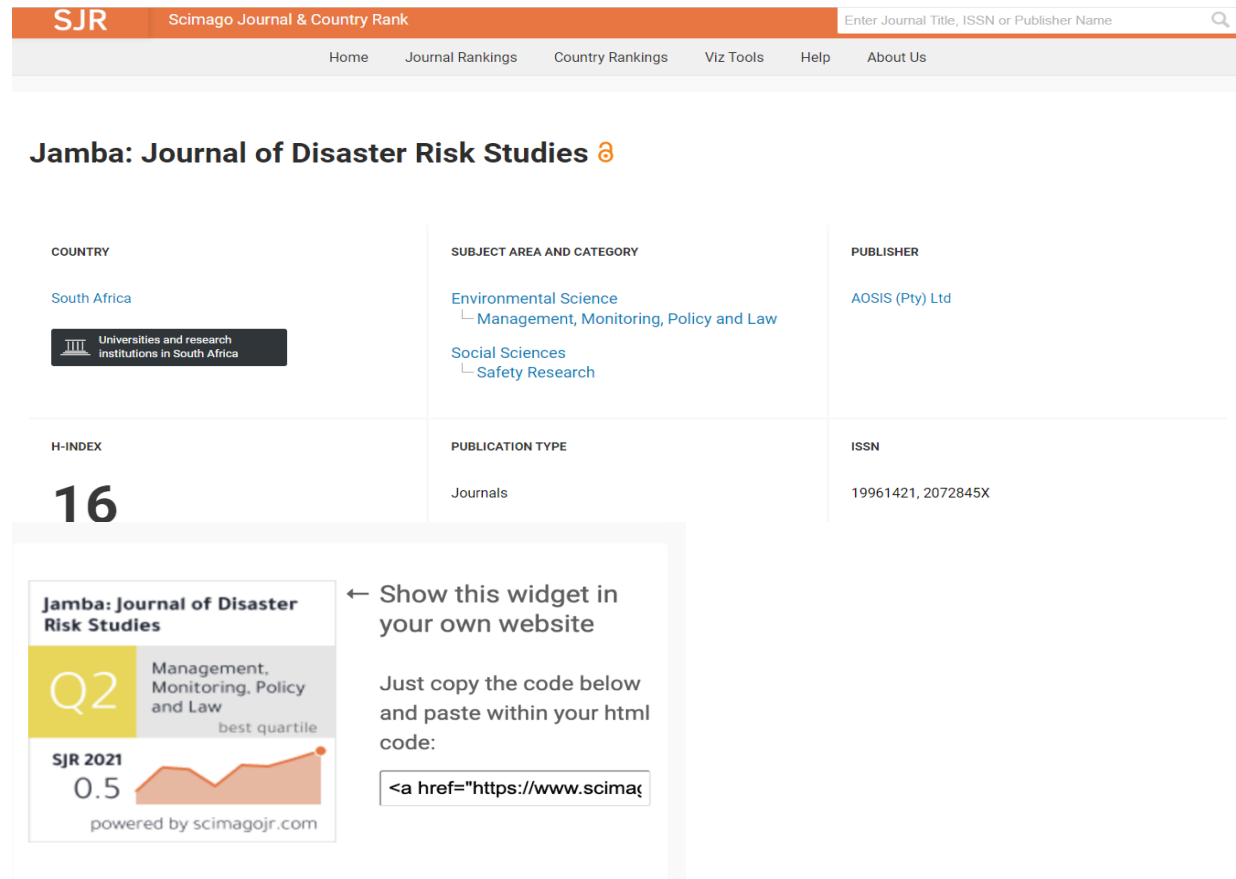 SJR
Scimago Journal & Country Rank
Enter Journal Title, ISSN or Publisher Name
Home Journal Rankings Country Rankings Viz Tools Help About Us
Jamba: Journal of Disaster Risk Studies
COUNTRY
South Africa
Universities and research
institutions in South Africa
SUBJECT AREA AND CATEGORY
Environmental Science
Management, Monitoring, Policy and Law
Social Sciences
Safety Research
PUBLISHER
AOSIS (Pty) Ltd
H-INDEX
16
PUBLICATION TYPE
Journals
ISSN
19961421, 2072845X
Jamba: Journal of Disaster
Risk Studies
Q2
Management,
Monitoring, Policy
and Law
best quartile
SJR 2021
0.5
powered by scimagojr.com
← Show this widget in
your own website
Just copy the code below
and paste within your html
code:
<a href="https://www.scimag